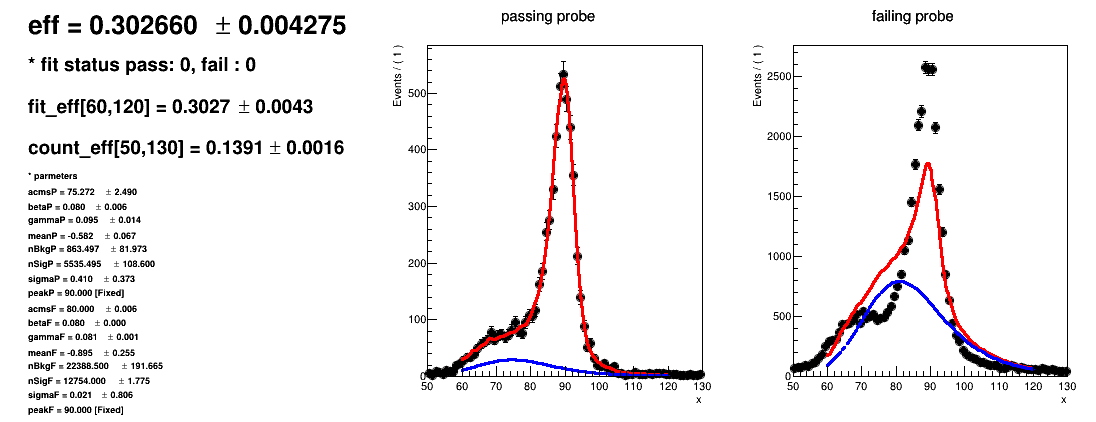 eff = 0.302660 ± 0.004275
* fit status pass: 0, fail : 0
fit_eff[60,120] = 0.3027 ± 0.0043
count_eff[50,130] = 0.1391 ± 0.0016
* parmeters
acmsP = 75.272 ± 2.490
betaP = 0.080 ± 0.006
gammaP = 0.095 ± 0.014
meanP = -0.582 ± 0.067
nBkgP = 863.497 ± 81.973
nSigP = 5535.495 ± 108.600
sigmaP = 0.410 ± 0.373
peakP = 90.000 [Fixed]
acmsF = 80.000 ± 0.006
betaF = 0.080 ± 0.000
gammaF = 0.081 ± 0.001
meanF = -0.895 ± 0.255
nBkgF = 22388.500 ± 191.665
nSigF = 12754.000 ± 1.775
sigmaF = 0.021 ± 0.806
peakF = 90.000 [Fixed]
passing probe
Events / ( 1 )
500
400
300
200
100
0
50 60 70 80 90 100 110 120 130
x
failing probe
Events / ( 1 )
2500
2000
1500
1000
500
0
50 60 70 80 90 100 110 120 130
x